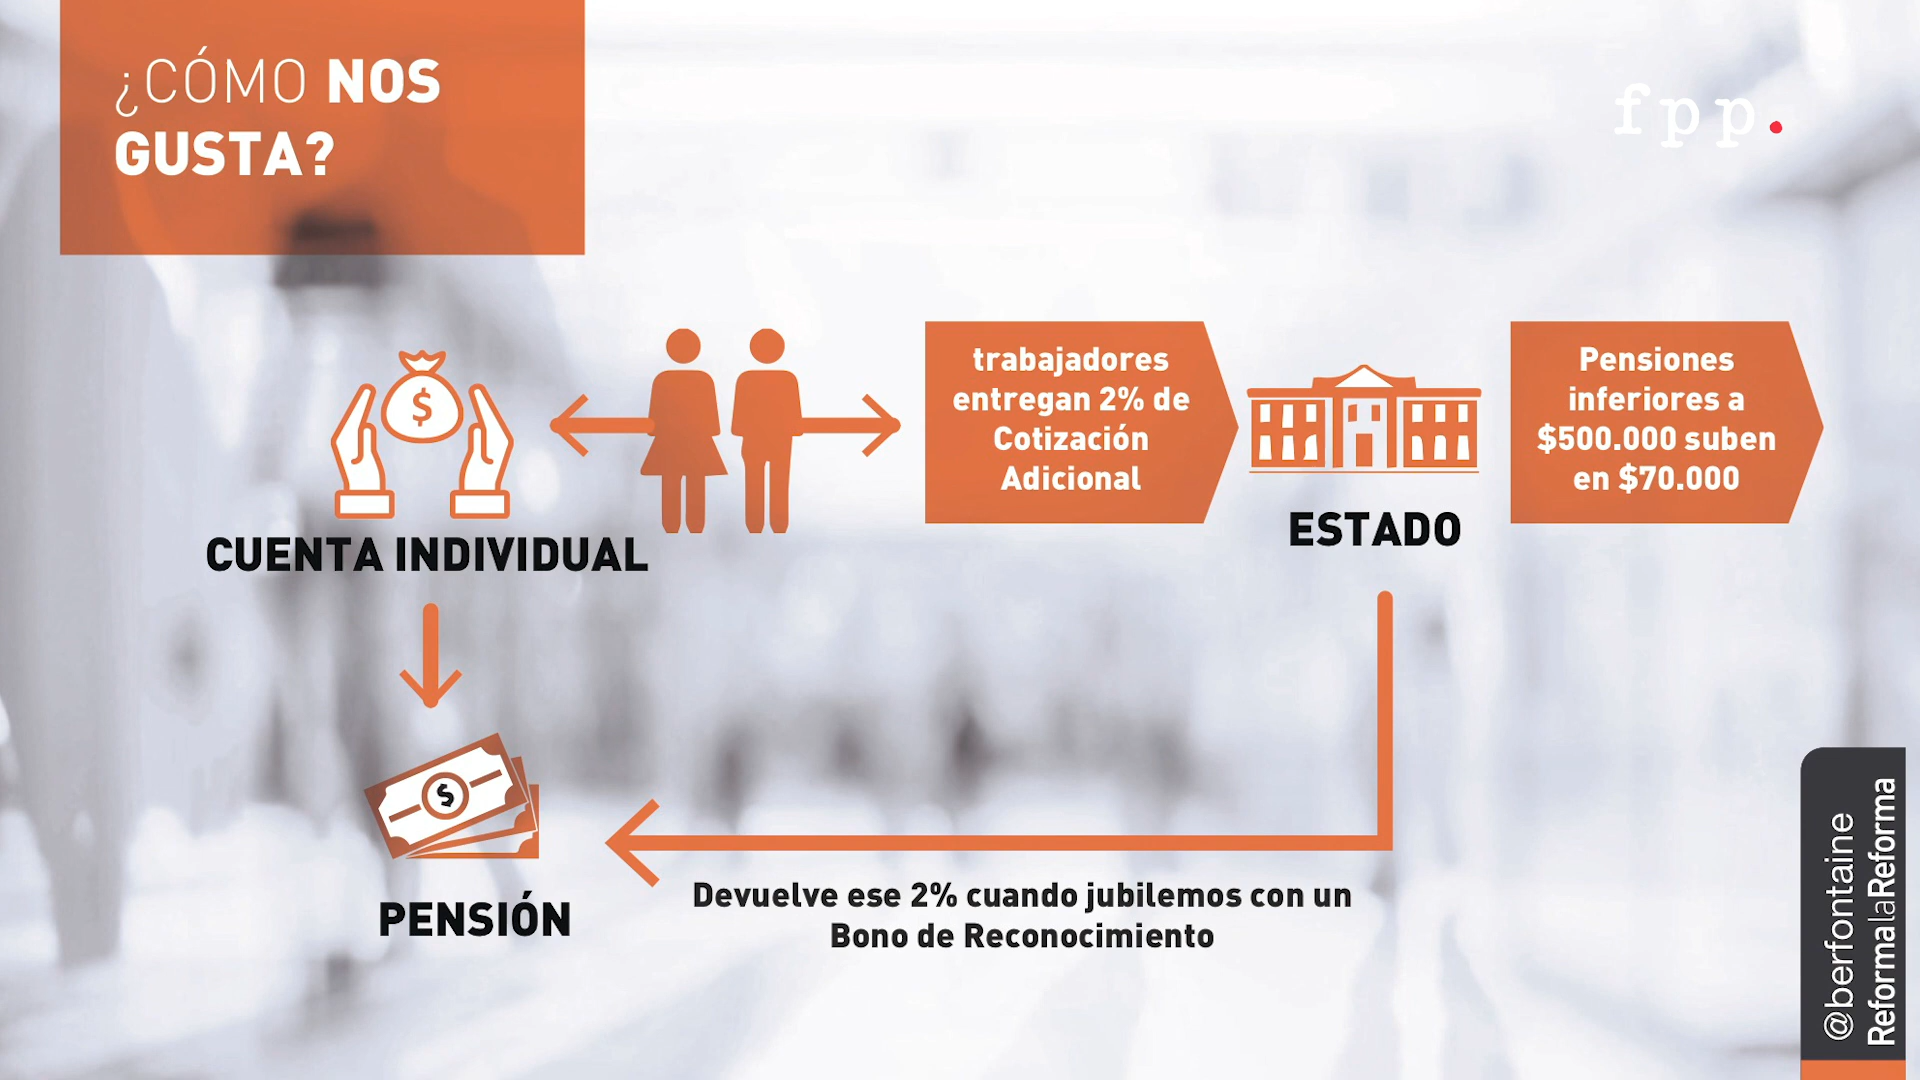 ¿CÓMO NOS
GUSTA?
fpp.
trabajadores
entregan 2% de
Cotización
Adicional
Pensiones
inferiores a
$500.000 suben
en $70.000
$
CUENTA INDIVIDUAL
ESTADO
$
PENSIÓN
Devuelve ese 2% cuando jubilemos con un
Bono de Reconocimiento
@berfontaine
ReformalaReforma